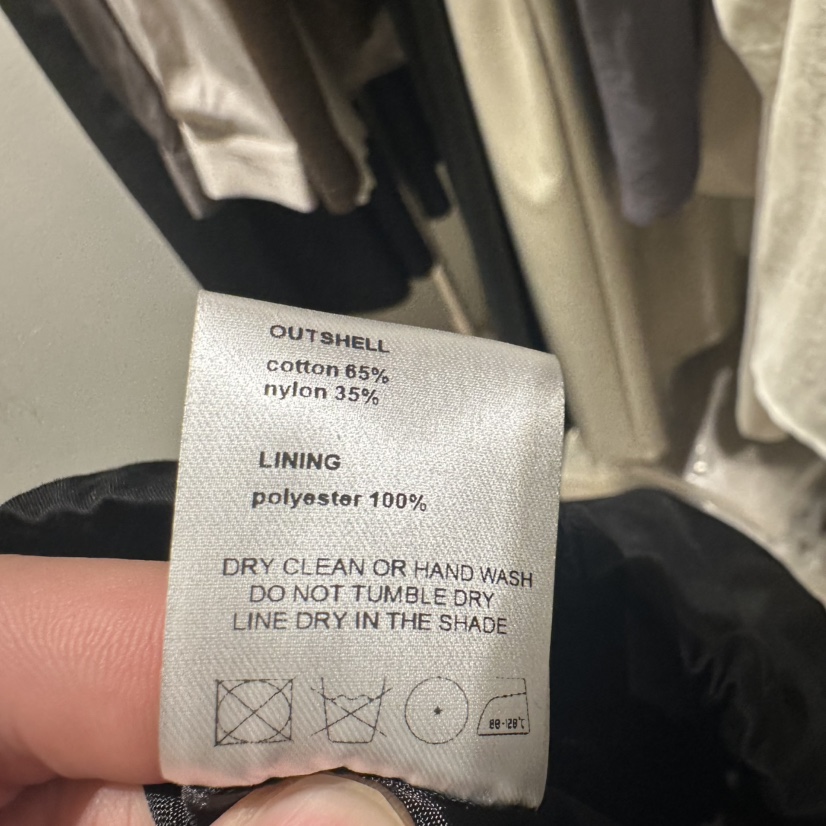 OUTSHELL
cotton 65%
nylon 35%
LINING
polyester 100%
DRY CLEAN OR HAND WASH
DO NOT TUMBLE DRY
LINE DRY IN THE SHADE